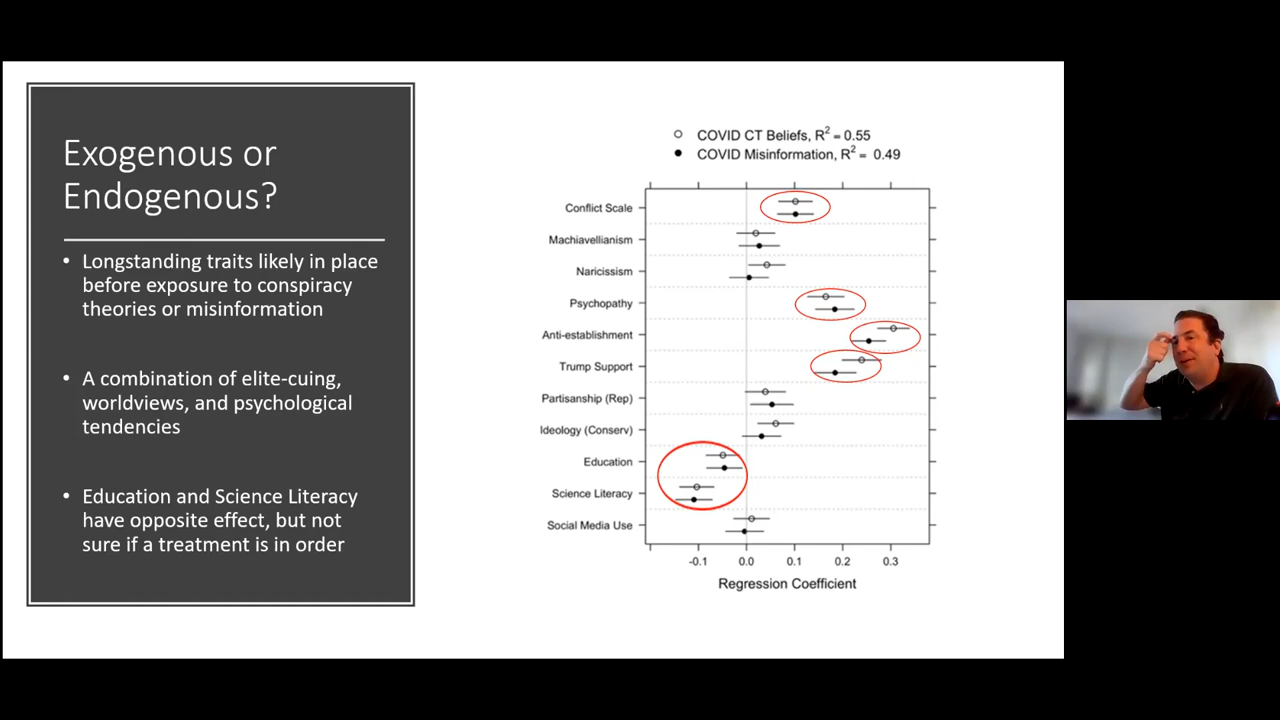 Exogenous or
Endogenous?
• Longstanding traits likely in place
before exposure to conspiracy
theories or misinformation
• A combination of elite-cuing,
worldviews, and psychological
tendencies
• Education and Science Literacy
have opposite effect, but not
sure if a treatment is in order
COVID CT Beliefs, R² = 0.55
COVID Misinformation, R² = 0.49
Conflict Scale
Machiavellianism
Naricissism
Psychopathy
Anti-establishment
Trump Support
Partisanship (Rep)
Ideology (Conserv)
Education
Science Literacy
Social Media Use
-0.1 0.0 0.1 0.2 0.3
Regression Coefficient